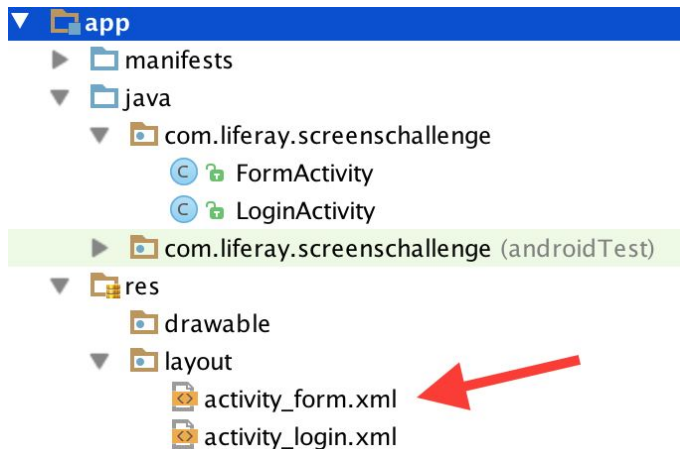 app
manifests
java
com.liferay.screenschallenge
C FormActivity
C LoginActivity
com.liferay.screenschallenge (androidTest)
res
drawable
layout
activity_form.xml
activity_login.xml